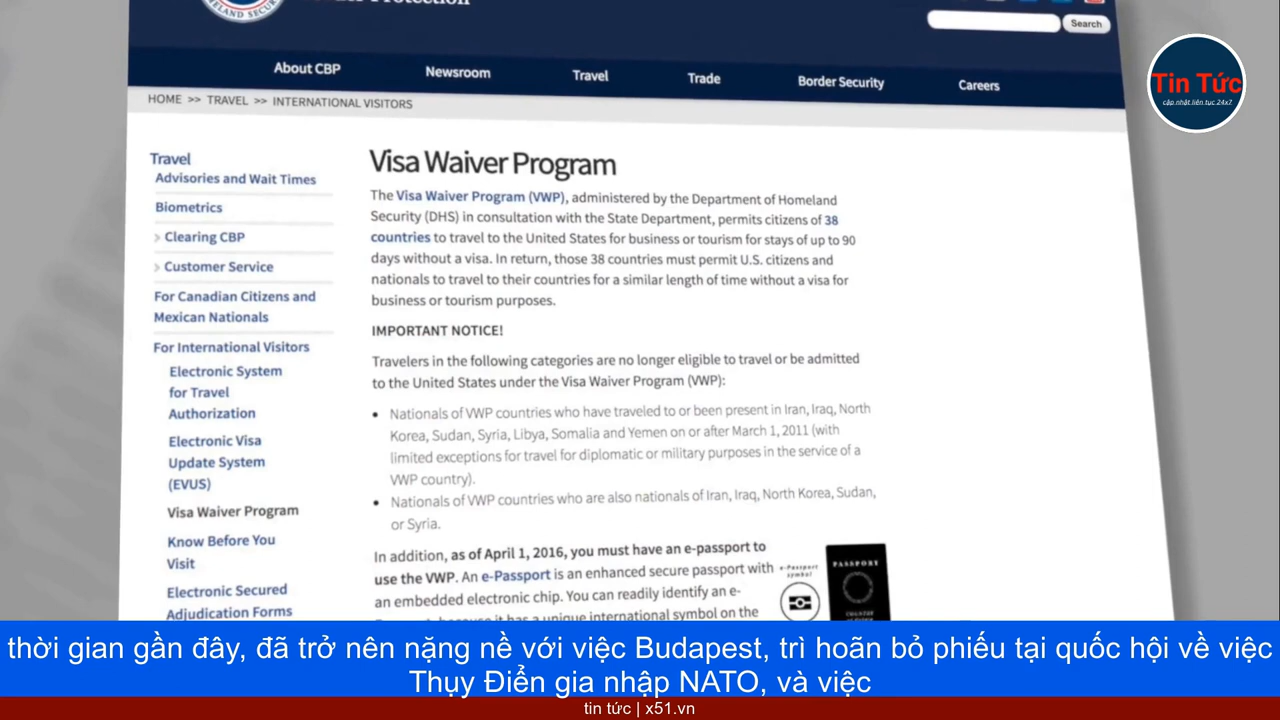 Search
About CBP
Newsroom
Travel
Trade
Border Security
Careers
HOME >> TRAVEL >> INTERNATIONAL VISITORS
Tin Tức
cập nhật liên tục 24x7
Travel
Advisories and Wait Times
Biometrics
Clearing CBP
Customer Service
For Canadian Citizens and
Mexican Nationals
For International Visitors
Electronic System
for Travel
Authorization
Electronic Visa
Update System
(EVUS)
Visa Waiver Program
Know Before You
Visit
Electronic Secured
Adjudication Forms
Visa Waiver Program
The Visa Waiver Program (VWP), administered by the Department of Homeland
Security (DHS) in consultation with the State Department, permits citizens of 38
countries to travel to the United States for business or tourism for stays of up to 90
days without a visa. In return, those 38 countries must permit U.S. citizens and
nationals to travel to their countries for a similar length of time without a visa for
business or tourism purposes.
IMPORTANT NOTICE!
Travelers in the following categories are no longer eligible to travel or be admitted
to the United States under the Visa Waiver Program (VWP):
• Nationals of VWP countries who have traveled to or been present in Iran, Iraq, North
Korea, Sudan, Syria, Libya, Somalia and Yemen on or after March 1, 2011 (with
limited exceptions for travel for diplomatic or military purposes in the service of a
VWP country).
• Nationals of VWP countries who are also nationals of Iran, Iraq, North Korea, Sudan,
or Syria.
In addition, as of April 1, 2016, you must have an e-passport to
use the VWP. An e-Passport is an enhanced secure passport with
an embedded electronic chip. You can readily identify an e-
unique international symbol on the
e-Passport
symbol
PASSPORT
thời gian gần đây, đã trở nên nặng nề với việc Budapest, trì hoãn bỏ phiếu tại quốc hội về việc
Thụy Điển gia nhập NATO, và việc
tin tức | x51.vn